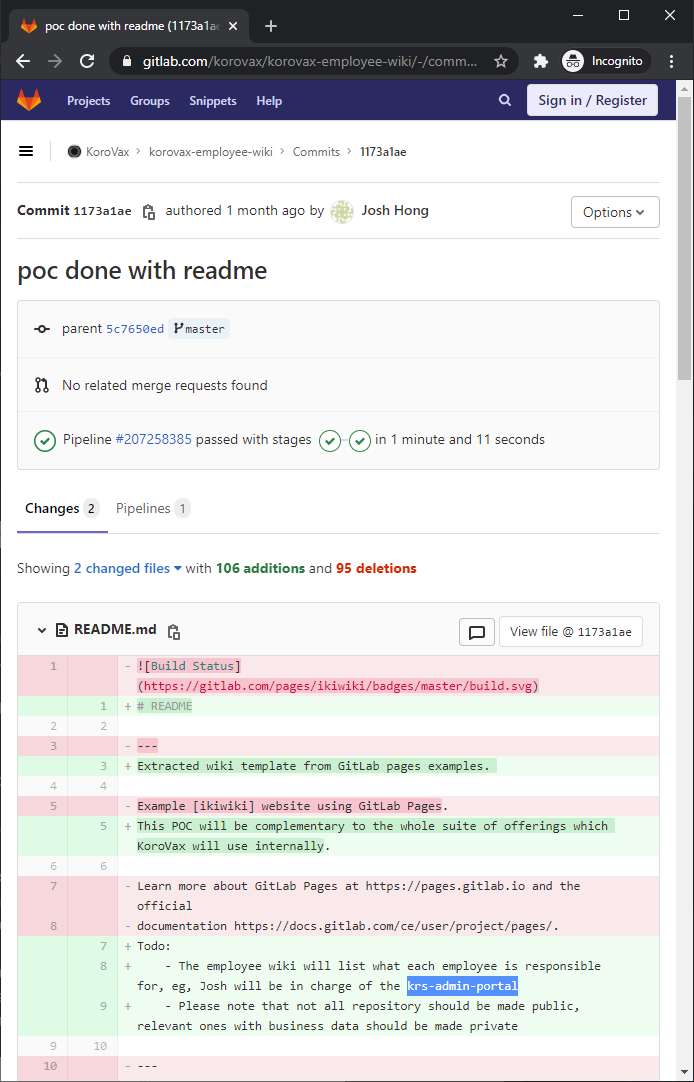 poc done with readme (1173a1ae
gitlab.com/korovax/korovax-employee-wiki/-/comm...
Incognito
Projects Groups Snippets Help Sign in / Register
KoroVax › korovax-employee-wiki › Commits › 1173a1ae
Commit 1173a1ae authored 1 month ago by Josh Hong Options
poc done with readme
parent 5c7650ed master
No related merge requests found
Pipeline #207258385 passed with stages in 1 minute and 11 seconds
Changes 2 Pipelines 1
Showing 2 changed files with 106 additions and 95 deletions
README.md View file @ 1173a1ae
1 - ![Build Status]
(https://gitlab.com/pages/ikiwiki/badges/master/build.svg)
1 + # README
2 2
3 - ---
3 + Extracted wiki template from GitLab pages examples.
4 4
5 - Example [ikiwiki] website using GitLab Pages.
5 + This POC will be complementary to the whole suite of offerings which
KoroVax will use internally.
6 6
7 - Learn more about GitLab Pages at https://pages.gitlab.io and the
official
8 - documentation https://docs.gitlab.com/ce/user/project/pages/.
7 + Todo:
8 + - The employee wiki will list what each employee is responsible
for, eg, Josh will be in charge of the krs-admin-portal
9 + - Please note that not all repository should be made public,
relevant ones with business data should be made private
9 10
10 - ---